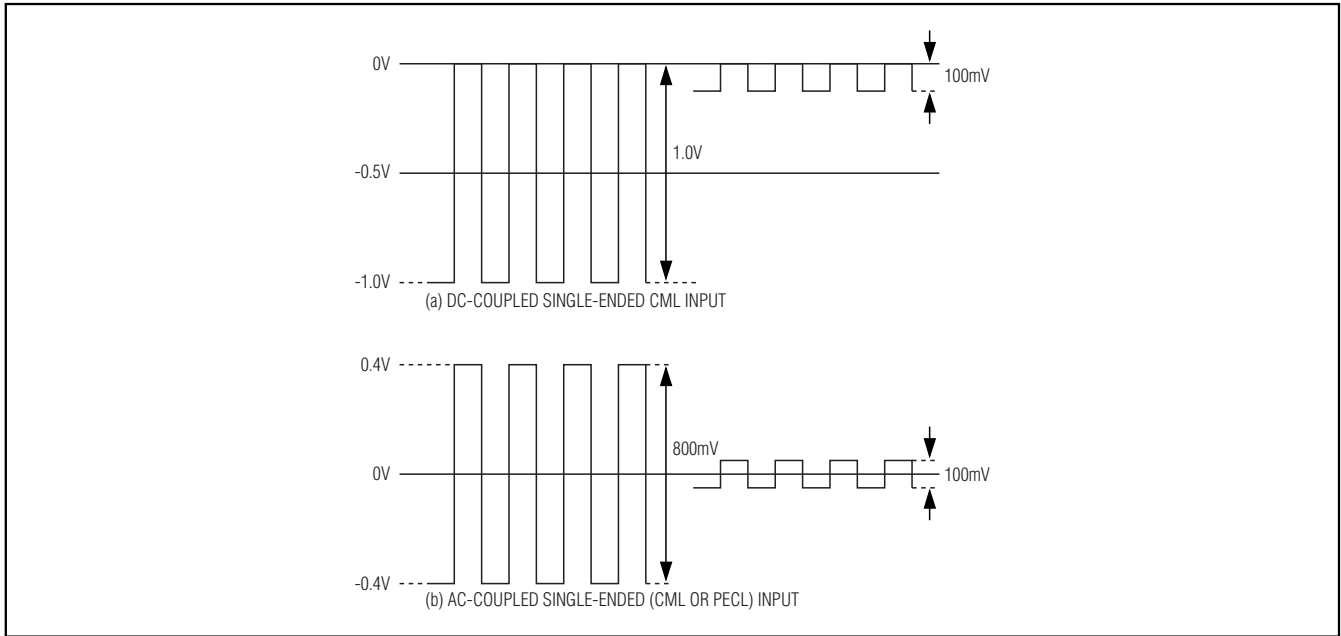 0V
100mV
1.0V
-0.5V
-1.0V
(a) DC-COUPLED SINGLE-ENDED CML INPUT
0.4V
800mV
0V
100mV
-0.4V
(b) AC-COUPLED SINGLE-ENDED (CML OR PECL) INPUT